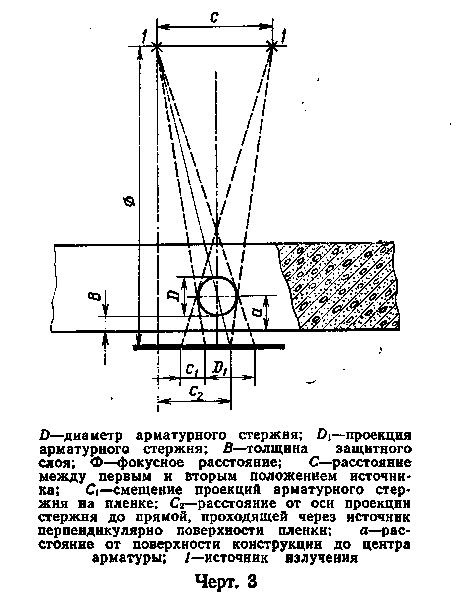 C
1 1
Ф
B
D
a
C₁ D₁
C₂
D—диаметр арматурного стержня; D₁—проекция
арматурного стержня; B—толщина защитного
слоя; Ф—фокусное расстояние; C—расстояние
между первым и вторым положением источни-
ка; C₁—смещение проекций арматурного стер-
жня на пленке; C₂—расстояние от оси проекции
стержня до прямой, проходящей через источник
перпендикулярно поверхности пленки; a—рас-
стояние от поверхности конструкции до центра
арматуры; 1—источник излучения
Черт. 3